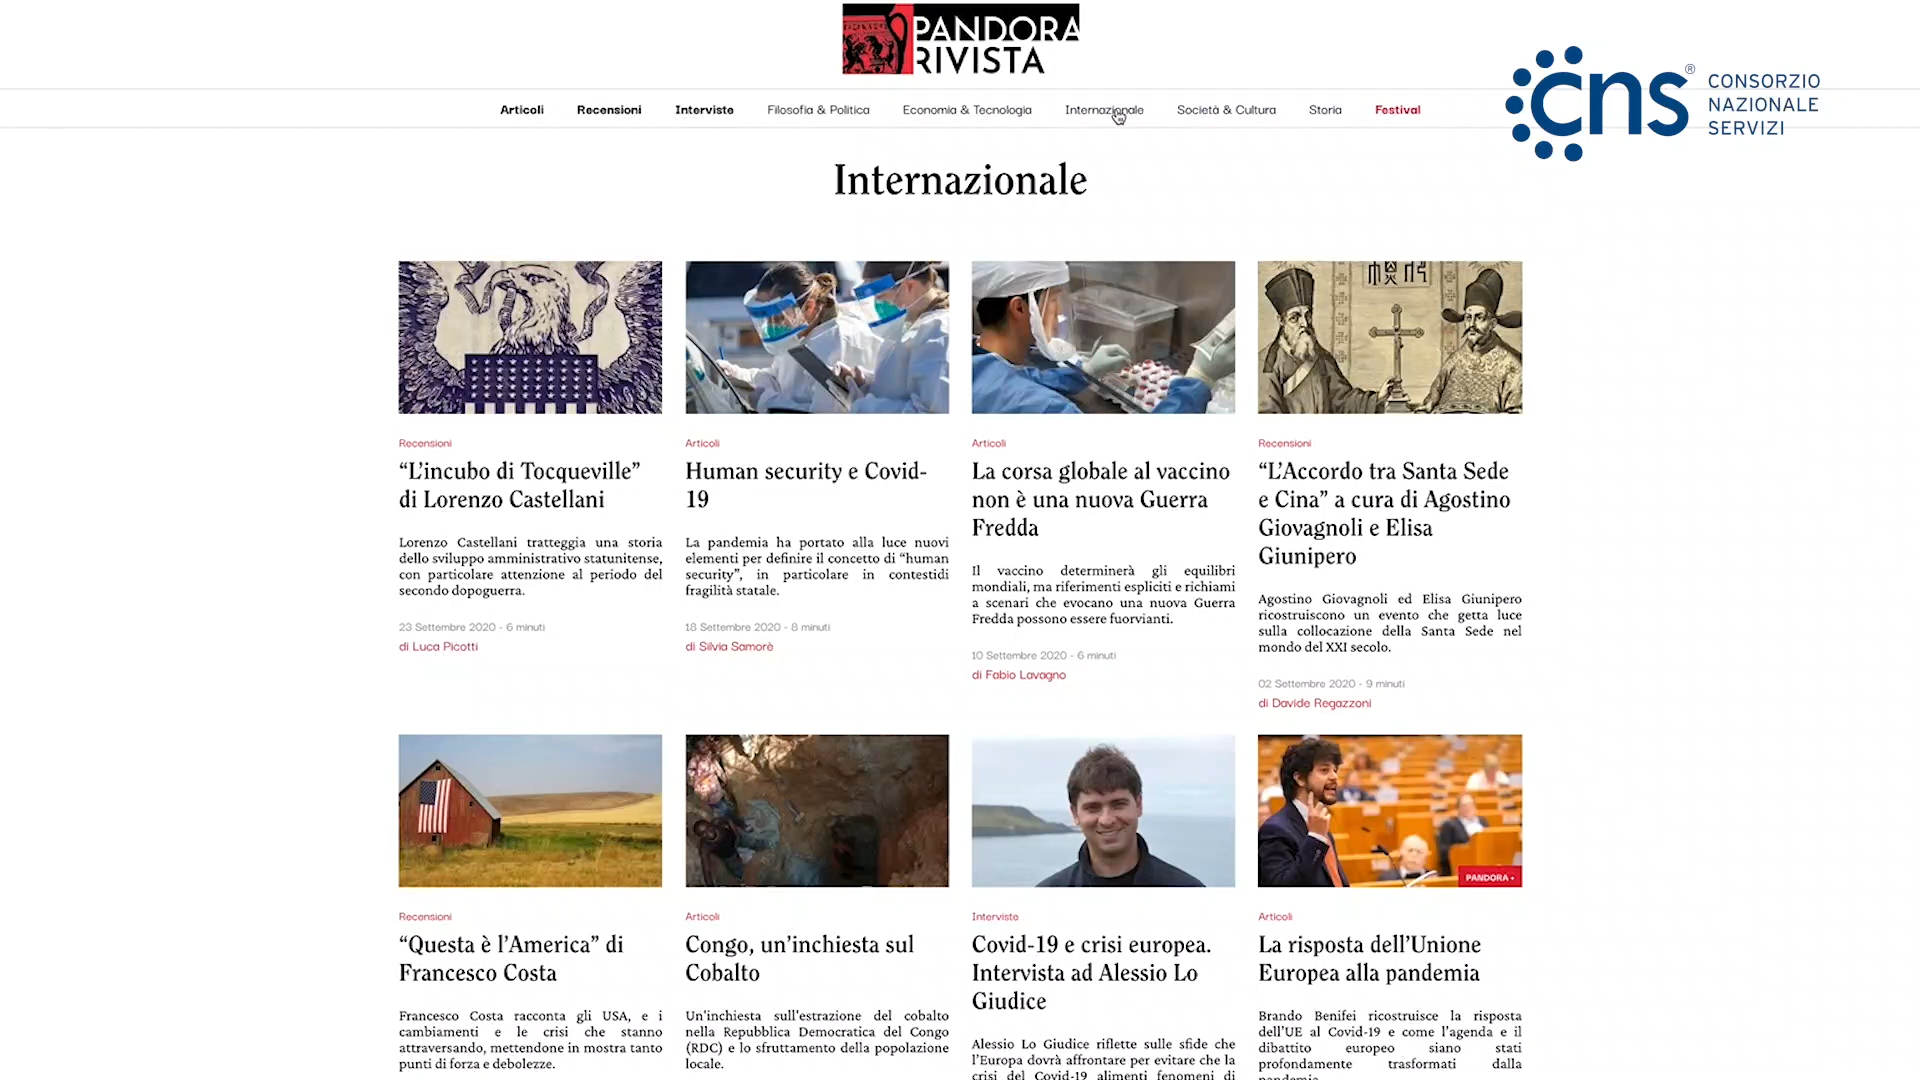 PANDORA
RIVISTA
cns® CONSORZIO
NAZIONALE
SERVIZI
Articoli Recensioni Interviste Filosofia & Politica Economia & Tecnologia Internazionale Società & Cultura Storia Festival
Internazionale
Recensioni
“L’incubo di Tocqueville”
di Lorenzo Castellani
Lorenzo Castellani tratteggia una storia
dello sviluppo amministrativo statunitense,
con particolare attenzione al periodo del
secondo dopoguerra.
23 Settembre 2020 - 6 minuti
di Luca Picotti
Articoli
Human security e Covid-
19
La pandemia ha portato alla luce nuovi
elementi per definire il concetto di “human
security”, in particolare in contestidi
fragilità statale.
18 Settembre 2020 - 8 minuti
di Silvia Samorè
Articoli
La corsa globale al vaccino
non è una nuova Guerra
Fredda
Il vaccino determinerà gli equilibri
mondiali, ma riferimenti espliciti e richiami
a scenari che evocano una nuova Guerra
Fredda possono essere fuorvianti.
10 Settembre 2020 - 6 minuti
di Fabio Lavagno
Recensioni
“L’Accordo tra Santa Sede
e Cina” a cura di Agostino
Giovagnoli e Elisa
Giunipero
Agostino Giovagnoli ed Elisa Giunipero
ricostruiscono un evento che getta luce
sulla collocazione della Santa Sede nel
mondo del XXI secolo.
02 Settembre 2020 - 9 minuti
di Davide Regazzoni
Recensioni
“Questa è l’America” di
Francesco Costa
Francesco Costa racconta gli USA, e i
cambiamenti e le crisi che stanno
attraversando, mettendone in mostra tanto
punti di forza e debolezze.
Articoli
Congo, un’inchiesta sul
Cobalto
Un’inchiesta sull’estrazione del cobalto
nella Repubblica Democratica del Congo
(RDC) e lo sfruttamento della popolazione
locale.
Interviste
Covid-19 e crisi europea.
Intervista ad Alessio Lo
Giudice
Alessio Lo Giudice riflette sulle sfide che
l’Europa dovrà affrontare per evitare che la
crisi del Covid-19 alimenti fenomeni di
PANDORA +
Articoli
La risposta dell’Unione
Europea alla pandemia
Brando Benifei ricostruisce la risposta
dell’UE al Covid-19 e come l’agenda e il
dibattito europeo siano stati
profondamente trasformati dalla
pandemia.